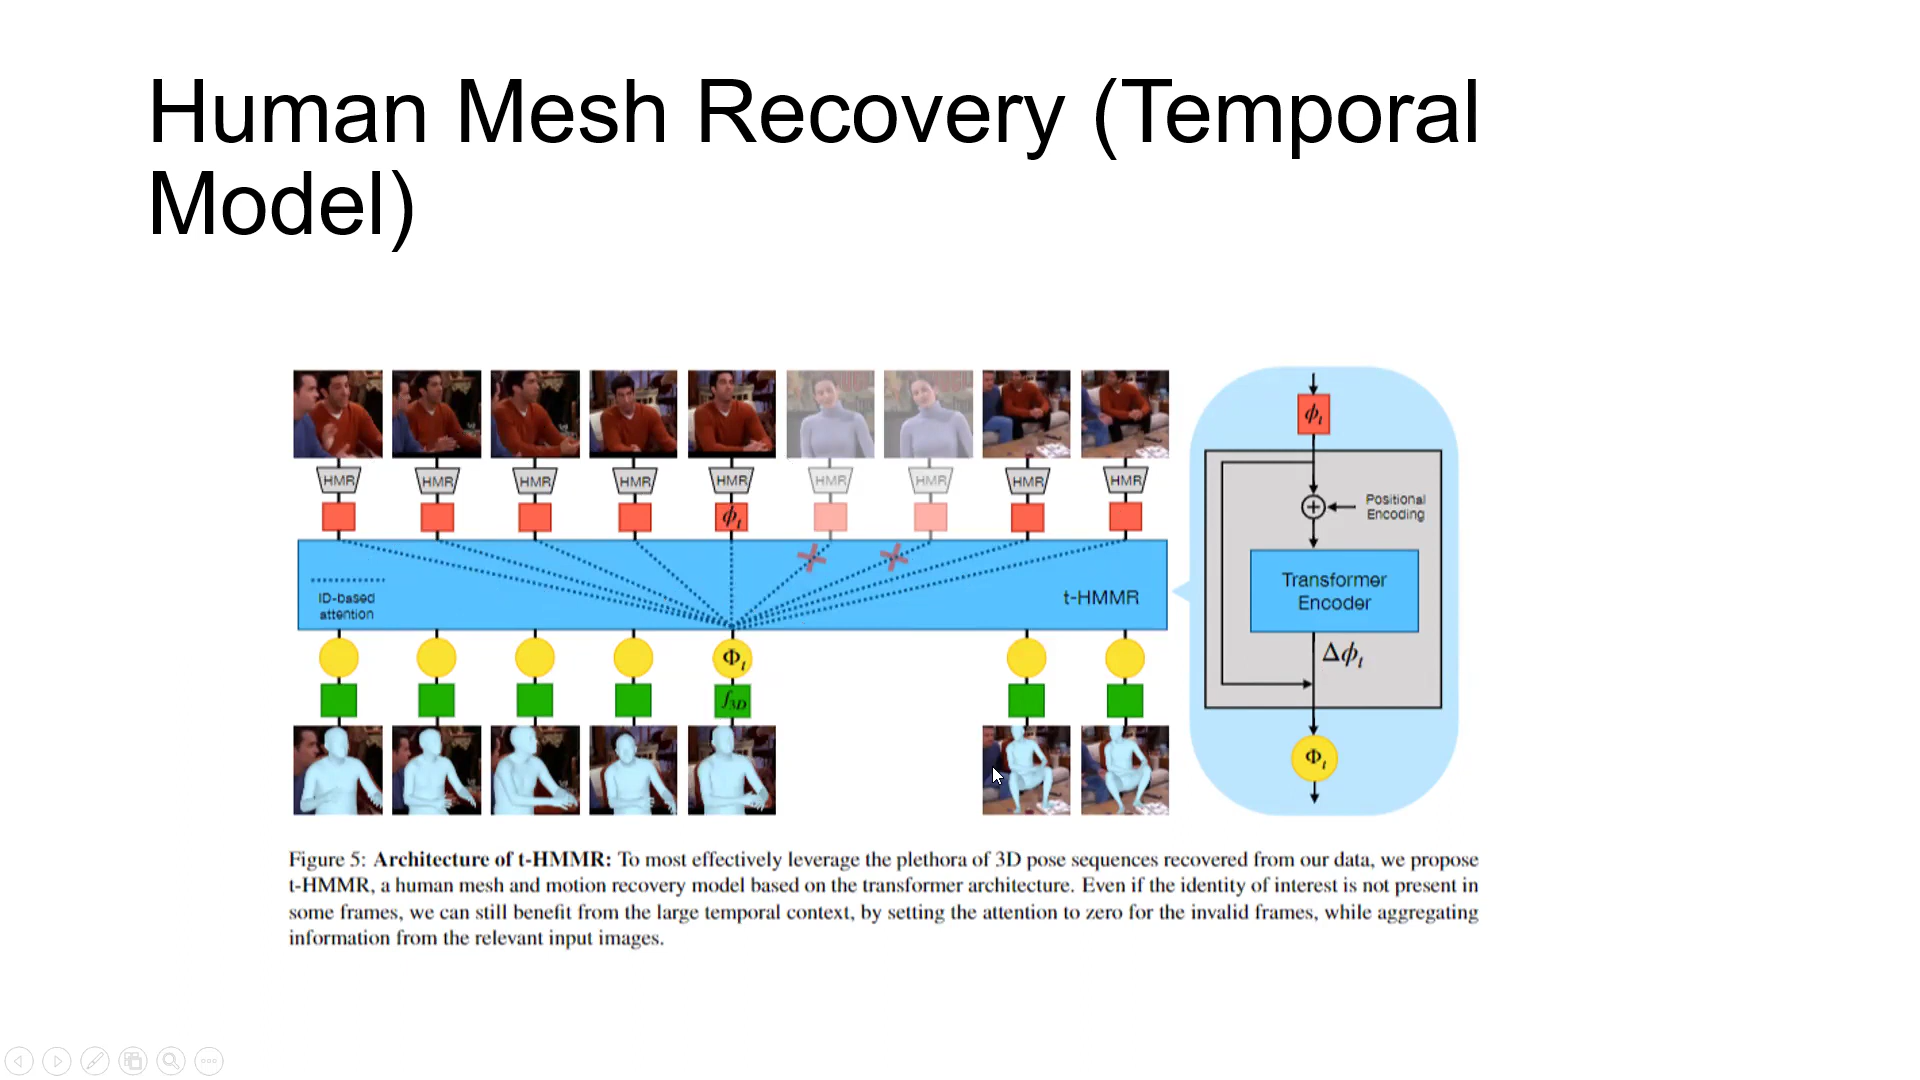 Human Mesh Recovery (Temporal
Model)
HMR HMR HMR HMR HMR HMR HMR HMR HMR
ϕt
ID-based
attention
t-HMMR
Φt
f3D
ϕt
Positional
Encoding
Transformer
Encoder
Δϕt
Φt
Figure 5: Architecture of t-HMMR: To most effectively leverage the plethora of 3D pose sequences recovered from our data, we propose
t-HMMR, a human mesh and motion recovery model based on the transformer architecture. Even if the identity of interest is not present in
some frames, we can still benefit from the large temporal context, by setting the attention to zero for the invalid frames, while aggregating
information from the relevant input images.